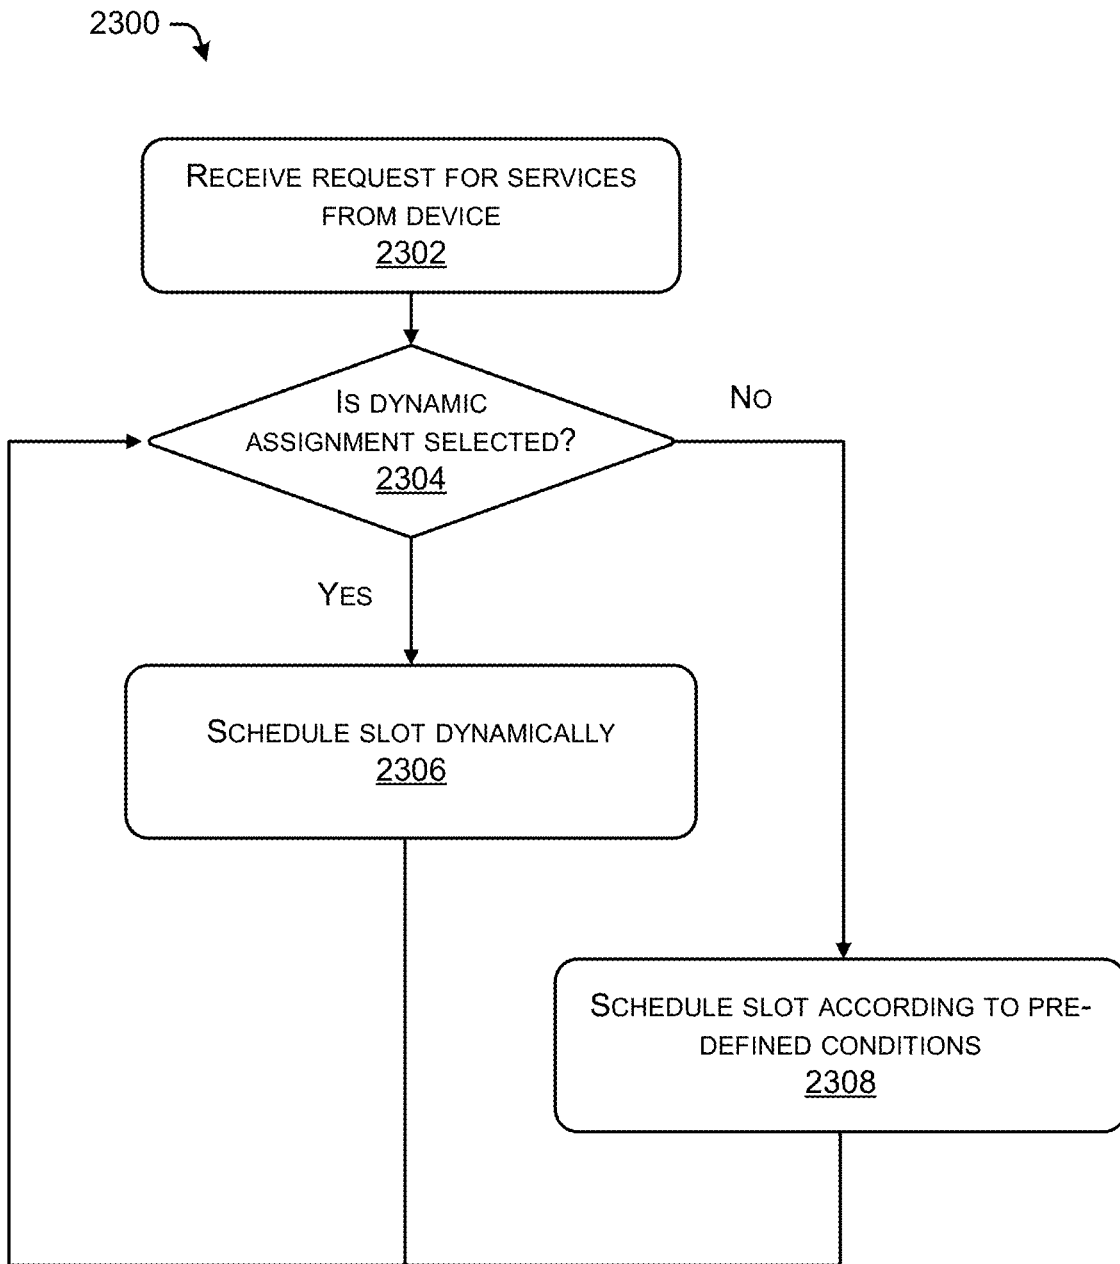 2300
RECEIVE REQUEST FOR SERVICES
FROM DEVICE
2302
IS DYNAMIC
ASSIGNMENT SELECTED?
2304
NO
YES
SCHEDULE SLOT DYNAMICALLY
2306
SCHEDULE SLOT ACCORDING TO PRE-
DEFINED CONDITIONS
2308